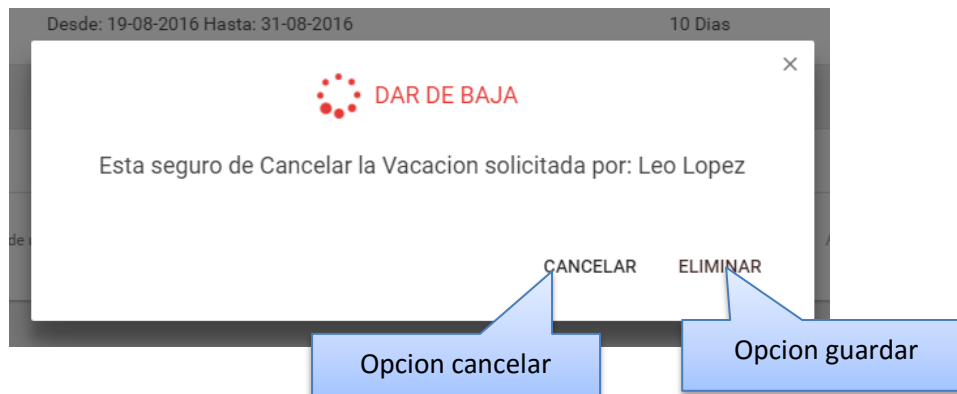 Desde: 19-08-2016 Hasta: 31-08-2016 10 Dias
DAR DE BAJA
Esta seguro de Cancelar la Vacacion solicitada por: Leo Lopez
de
CANCELAR ELIMINAR
Opcion cancelar
Opcion guardar